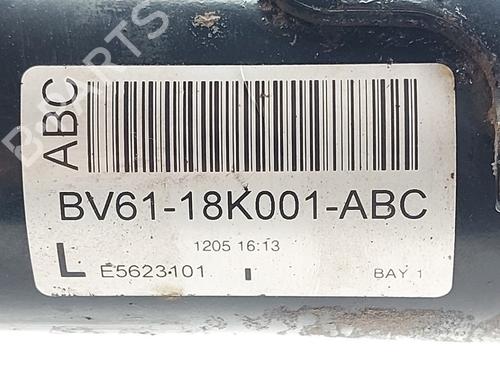 ABC
BV61-18K001-ABC
1205 16:13
L E5623101 BAY 1